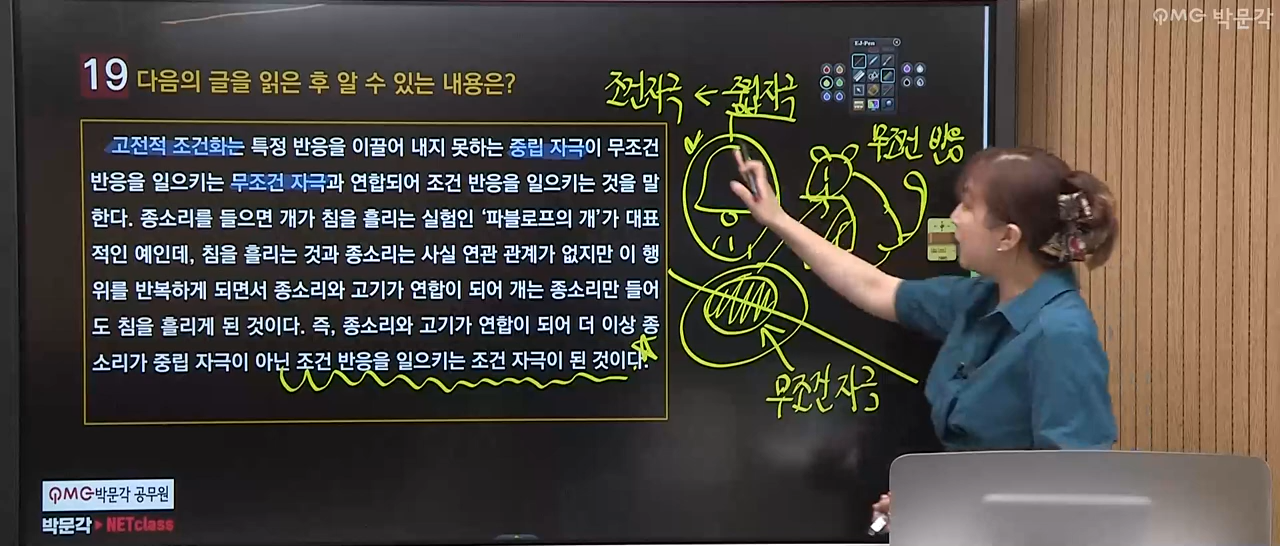 QMG 박문각
19 다음의 글을 읽은 후 알 수 있는 내용은?
고전적 조건화는 특정 반응을 이끌어 내지 못하는 중립 자극이 무조건
반응을 일으키는 무조건 자극과 연합되어 조건 반응을 일으키는 것을 말
한다. 종소리를 들으면 개가 침을 흘리는 실험인 ‘파블로프의 개’가 대표
적인 예인데, 침을 흘리는 것과 종소리는 사실 연관 관계가 없지만 이 행
위를 반복하게 되면서 종소리와 고기가 연합이 되어 개는 종소리만 들어
도 침을 흘리게 된 것이다. 즉, 종소리와 고기가 연합이 되어 더 이상 종
소리가 중립 자극이 아닌 조건 반응을 일으키는 조건 자극이 된 것이다.
조건자극 ← 중립자극
무조건 반응
무조건 자극
EJ-Pen
QMG박문각 공무원
박문각 ▸ NETclass